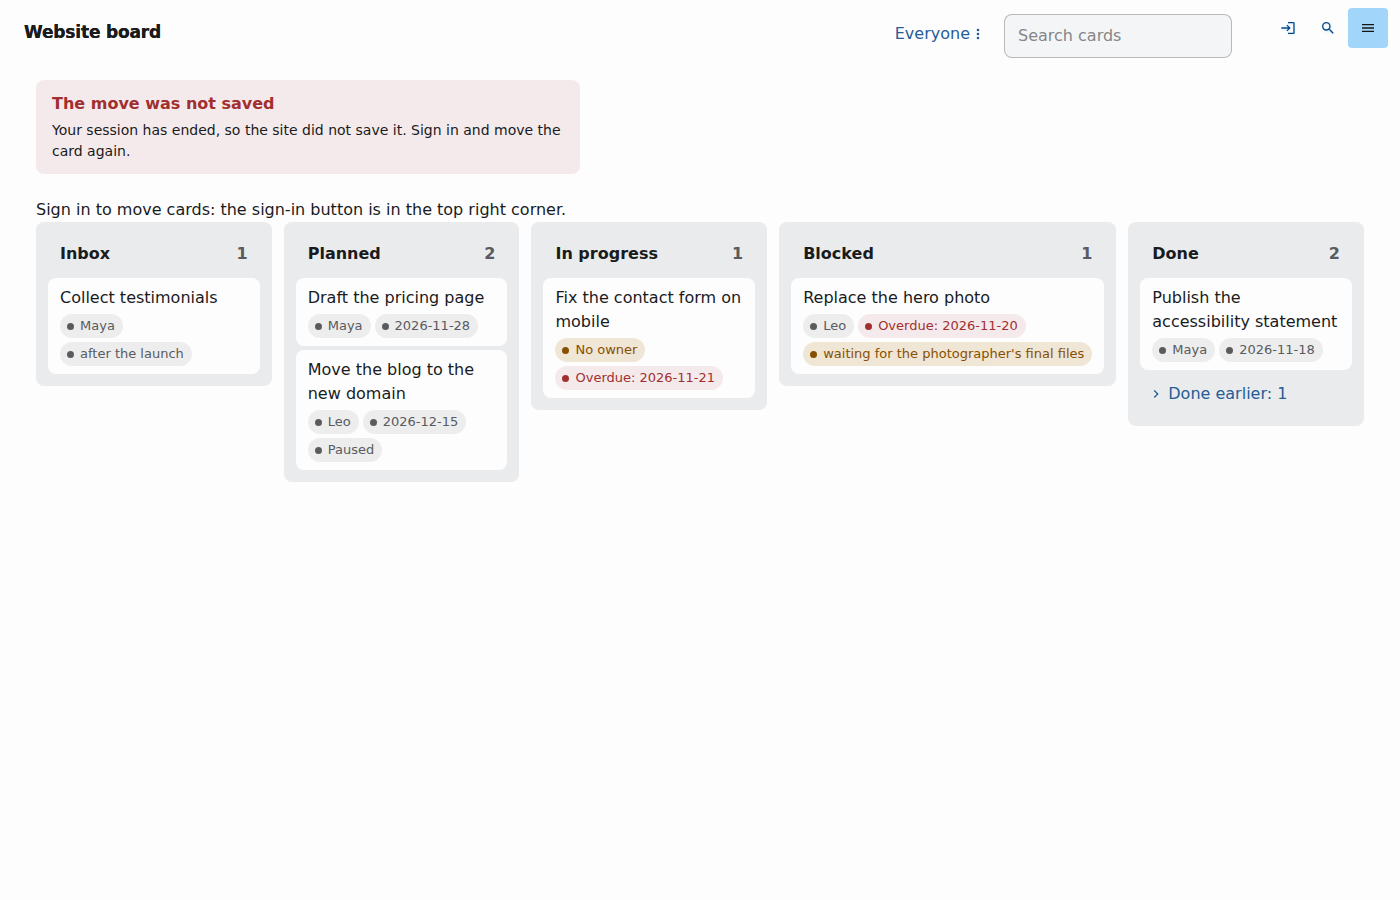 Website board
Everyone
Search cards
The move was not saved
Your session has ended, so the site did not save it. Sign in and move the
card again.
Sign in to move cards: the sign-in button is in the top right corner.
Inbox 1
Collect testimonials
Maya
after the launch
Planned 2
Draft the pricing page
Maya 2026-11-28
Move the blog to the
new domain
Leo 2026-12-15
Paused
In progress 1
Fix the contact form on
mobile
No owner
Overdue: 2026-11-21
Blocked 1
Replace the hero photo
Leo Overdue: 2026-11-20
waiting for the photographer's final files
Done 2
Publish the
accessibility statement
Maya 2026-11-18
Done earlier: 1